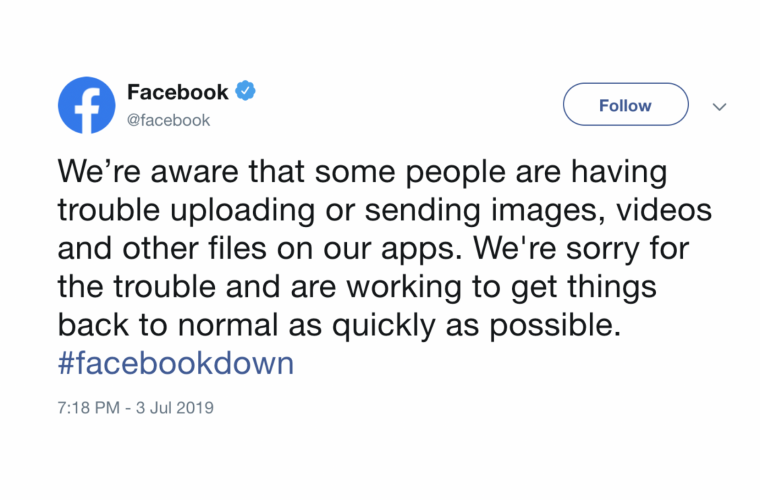 Facebook
@facebook
Follow
We’re aware that some people are having
trouble uploading or sending images, videos
and other files on our apps. We're sorry for
the trouble and are working to get things
back to normal as quickly as possible.
#facebookdown
7:18 PM - 3 Jul 2019